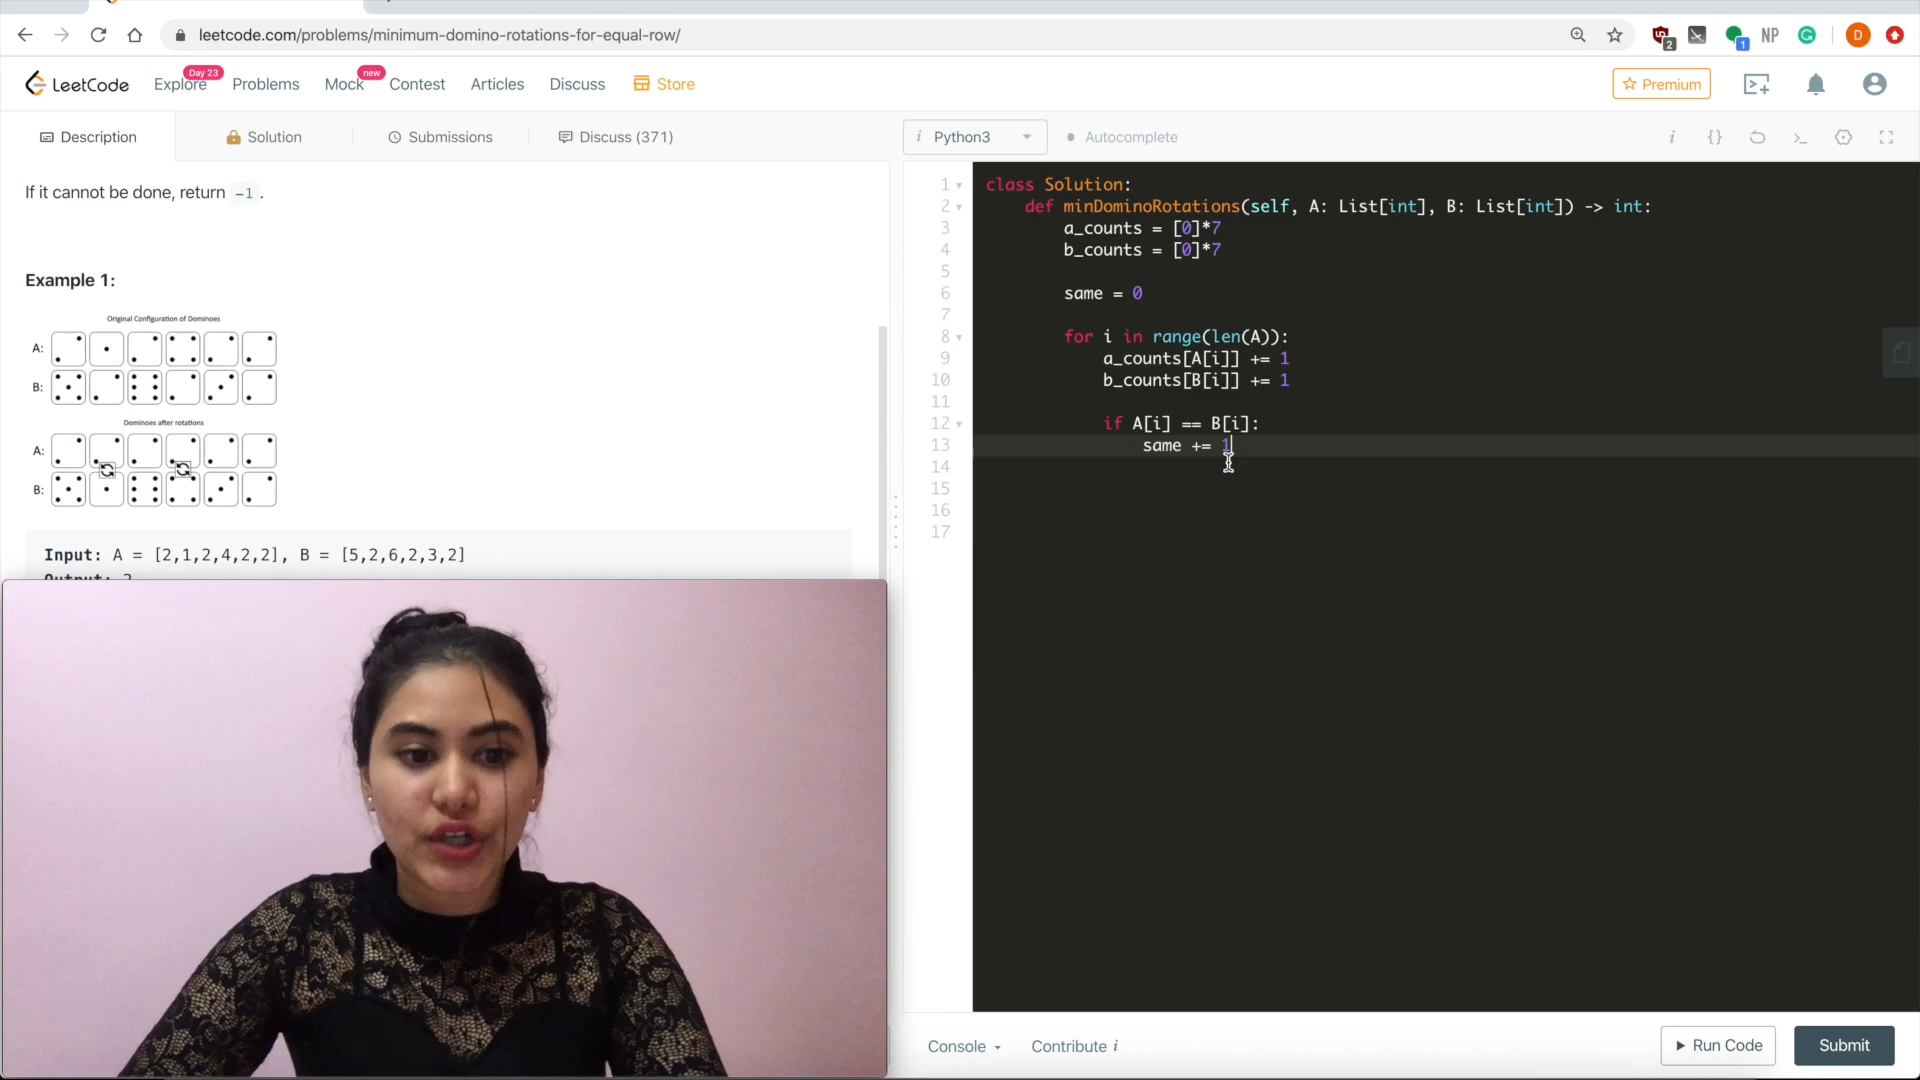 leetcode.com/problems/minimum-domino-rotations-for-equal-row/
2
1
NP
D
LeetCode
Explore
Day 23
Problems
Mock
new
Contest
Articles
Discuss
Store
Premium
Description
Solution
Submissions
Discuss (371)
i Python3
Autocomplete
i {} >_
If it cannot be done, return -1 .
Example 1:
Original Configuration of Dominoes
A:
B:
Dominoes after rotations
A:
B:
Input: A = [2,1,2,4,2,2], B = [5,2,6,2,3,2]
Output: 2
1 class Solution:
2 def minDominoRotations(self, A: List[int], B: List[int]) -> int:
3 a_counts = [0]*7
4 b_counts = [0]*7
5
6 same = 0
7
8 for i in range(len(A)):
9 a_counts[A[i]] += 1
10 b_counts[B[i]] += 1
11
12 if A[i] == B[i]:
13 same += 1
14
15
16
17
Console
Contribute i
Run Code
Submit